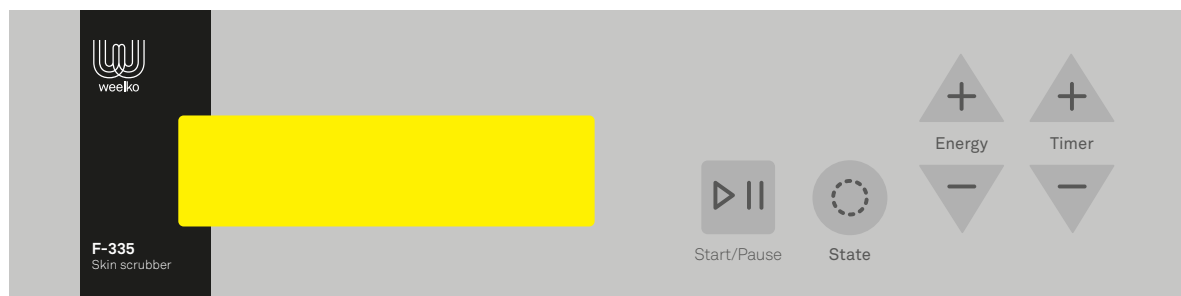 weelko
F-335
Skin scrubber
Start/Pause
State
Energy
Timer